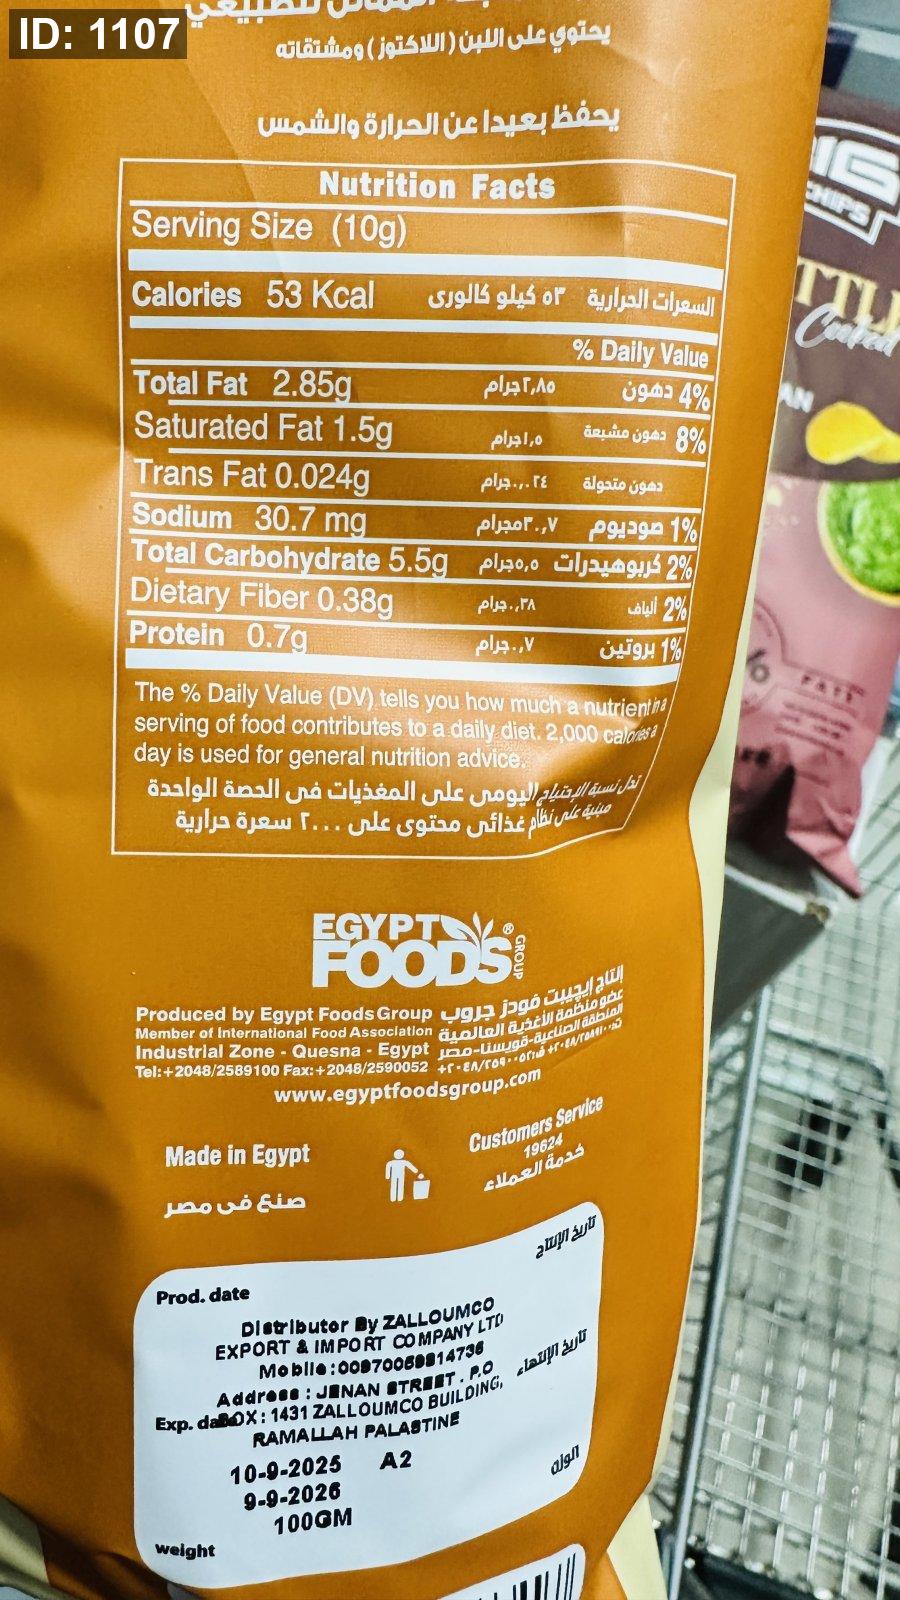 ID: 1107
يحتوي على اللبن (اللاكتوز) ومشتقاته
يحفظ بعيدا عن الحرارة والشمس
Nutrition Facts
Serving Size (10g)
Calories 53 Kcal السعرات الحرارية ٥٣ كيلو كالورى
% Daily Value
Total Fat 2.85g ٢,٨٥جرام دهون 4%
Saturated Fat 1.5g ١,٥جرام دهون مشبعة 8%
Trans Fat 0.024g ٠,٠٢٤جرام دهون متحولة
Sodium 30.7 mg ٣٠,٧مجرام صوديوم 1%
Total Carbohydrate 5.5g ٥,٥جرام كربوهيدرات 2%
Dietary Fiber 0.38g ٠,٣٨جرام ألياف 2%
Protein 0.7g ٠,٧جرام بروتين 1%
The % Daily Value (DV) tells you how much a nutrient in a
serving of food contributes to a daily diet. 2,000 calories a
day is used for general nutrition advice.
تدل نسبة الإحتياج اليومى على المغذيات فى الحصة الواحدة
مبنية على نظام غذائى محتوى على ٢٠٠٠ سعرة حرارية
EGYPT
FOODS®
GROUP
Produced by Egypt Foods Group إنتاج إيجيبت فودز جروب
Member of International Food Association عضو منظمة الأغذية العالمية
Industrial Zone - Quesna - Egypt المنطقة الصناعية-قويسنا-مصر
Tel:+2048/2589100 Fax:+2048/2590052
www.egyptfoodsgroup.com
Made in Egypt
صنع فى مصر
Customers Service
19624
خدمة العملاء
Prod. date تاريخ الإنتاج
Distributor By ZALLOUMCO
EXPORT & IMPORT COMPANY LTD
Mobile:
Address : JENAN STREET . P.O
BOX: 1431 ZALLOUMCO BUILDING,
RAMALLAH PALASTINE
Exp. تاريخ الإنتهاء
10-9-2025 A2
9-9-2026
100GM
weight الوزن
CHIPS
Cooked